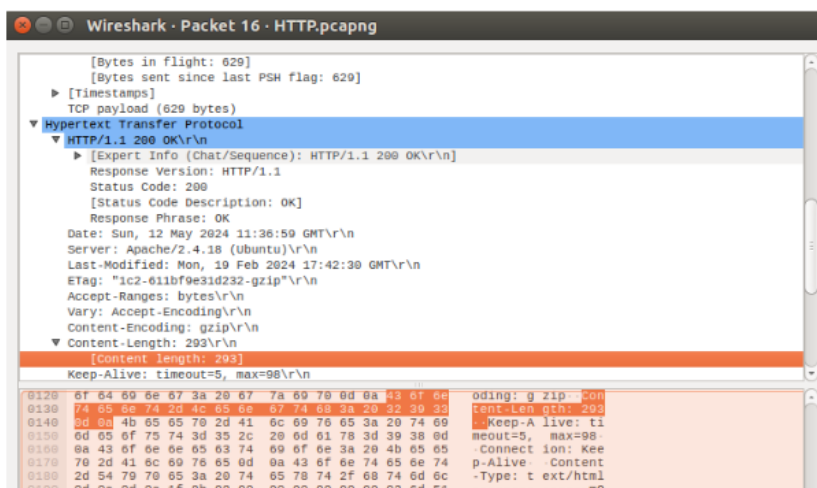 Wireshark · Packet 16 · HTTP.pcapng
[Bytes in flight: 629]
[Bytes sent since last PSH flag: 629]
[Timestamps]
TCP payload (629 bytes)
Hypertext Transfer Protocol
HTTP/1.1 200 OK\r\n
[Expert Info (Chat/Sequence): HTTP/1.1 200 OK\r\n]
Response Version: HTTP/1.1
Status Code: 200
[Status Code Description: OK]
Response Phrase: OK
Date: Sun, 12 May 2024 11:36:59 GMT\r\n
Server: Apache/2.4.18 (Ubuntu)\r\n
Last-Modified: Mon, 19 Feb 2024 17:42:30 GMT\r\n
ETag: "1c2-611bf9e31d232-gzip"\r\n
Accept-Ranges: bytes\r\n
Vary: Accept-Encoding\r\n
Content-Encoding: gzip\r\n
Content-Length: 293\r\n
[Content length: 293]
Keep-Alive: timeout=5, max=98\r\n
0120 6f 64 69 6e 67 3a 20 67 7a 69 70 0d 0a 43 6f 6e oding: g zip··Con
0130 74 65 6e 74 2d 4c 65 6e 67 74 68 3a 20 32 39 33 tent-Len gth: 293
0140 0d 0a 4b 65 65 70 2d 41 6c 69 76 65 3a 20 74 69 ··Keep-A live: ti
0150 6d 65 6f 75 74 3d 35 2c 20 6d 61 78 3d 39 38 0d meout=5, max=98·
0160 0a 43 6f 6e 6e 65 63 74 69 6f 6e 3a 20 4b 65 65 ·Connect ion: Kee
0170 70 2d 41 6c 69 76 65 0d 0a 43 6f 6e 74 65 6e 74 p-Alive· ·Content
0180 2d 54 79 70 65 3a 20 74 65 78 74 2f 68 74 6d 6c -Type: t ext/html